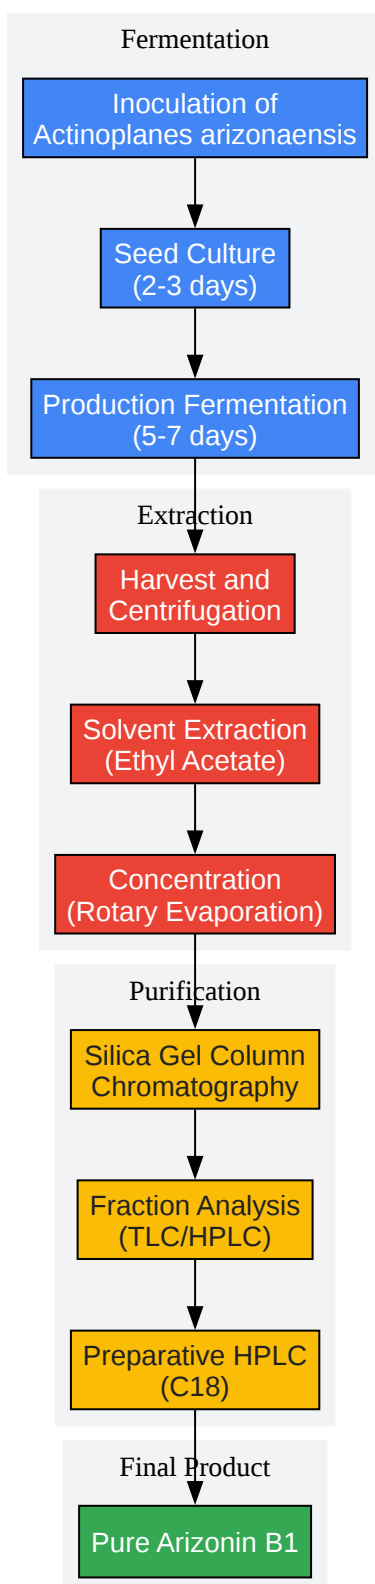 Fermentation
Inoculation of
Actinoplanes arizonaensis
Seed Culture
(2-3 days)
Production Fermentation
(5-7 days)
Extraction
Harvest and
Centrifugation
Solvent Extraction
(Ethyl Acetate)
Concentration
(Rotary Evaporation)
Purification
Silica Gel Column
Chromatography
Fraction Analysis
(TLC/HPLC)
Preparative HPLC
(C18)
Final Product
Pure Arizonin B1